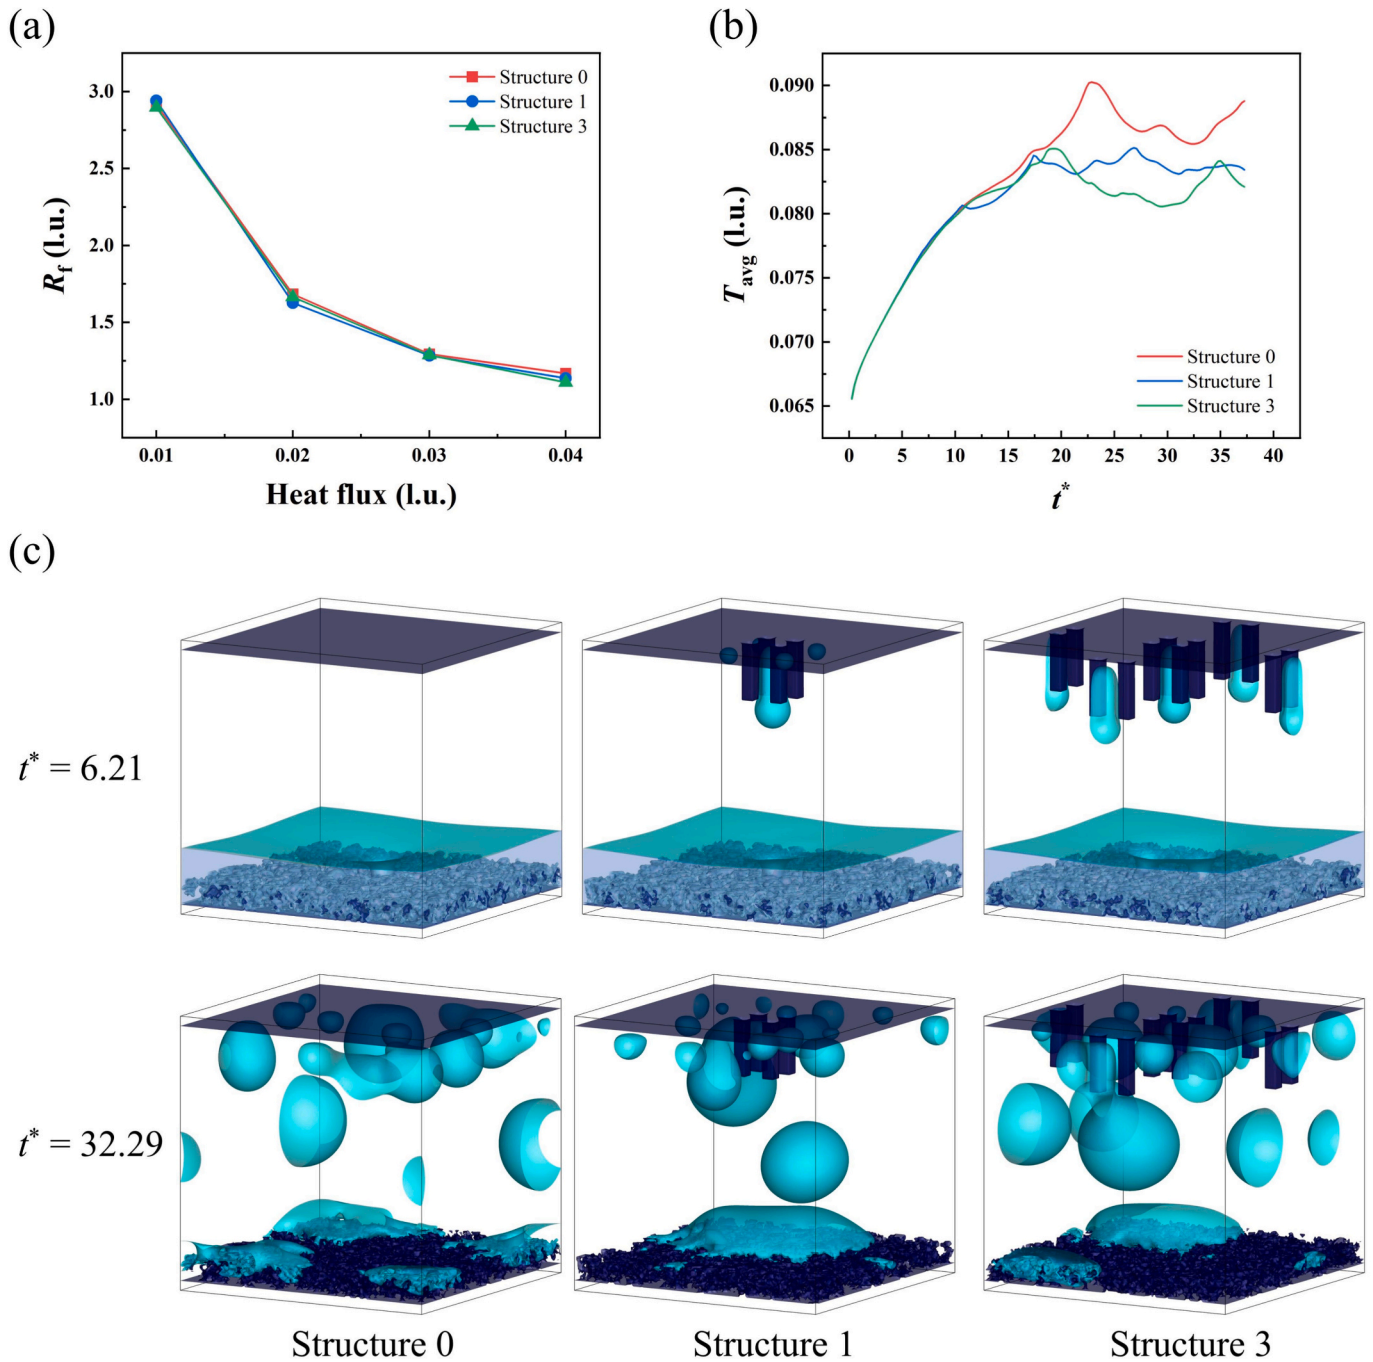 (a)
3.0
2.5
2.0
1.5
1.0
R_f (l.u.)
Structure 0
Structure 1
Structure 3
0.01 0.02 0.03 0.04
Heat flux (l.u.)
(b)
0.090
0.085
0.080
0.075
0.070
0.065
T_avg (l.u.)
Structure 0
Structure 1
Structure 3
0 5 10 15 20 25 30 35 40
t*
(c)
t* = 6.21
t* = 32.29
Structure 0 Structure 1 Structure 3